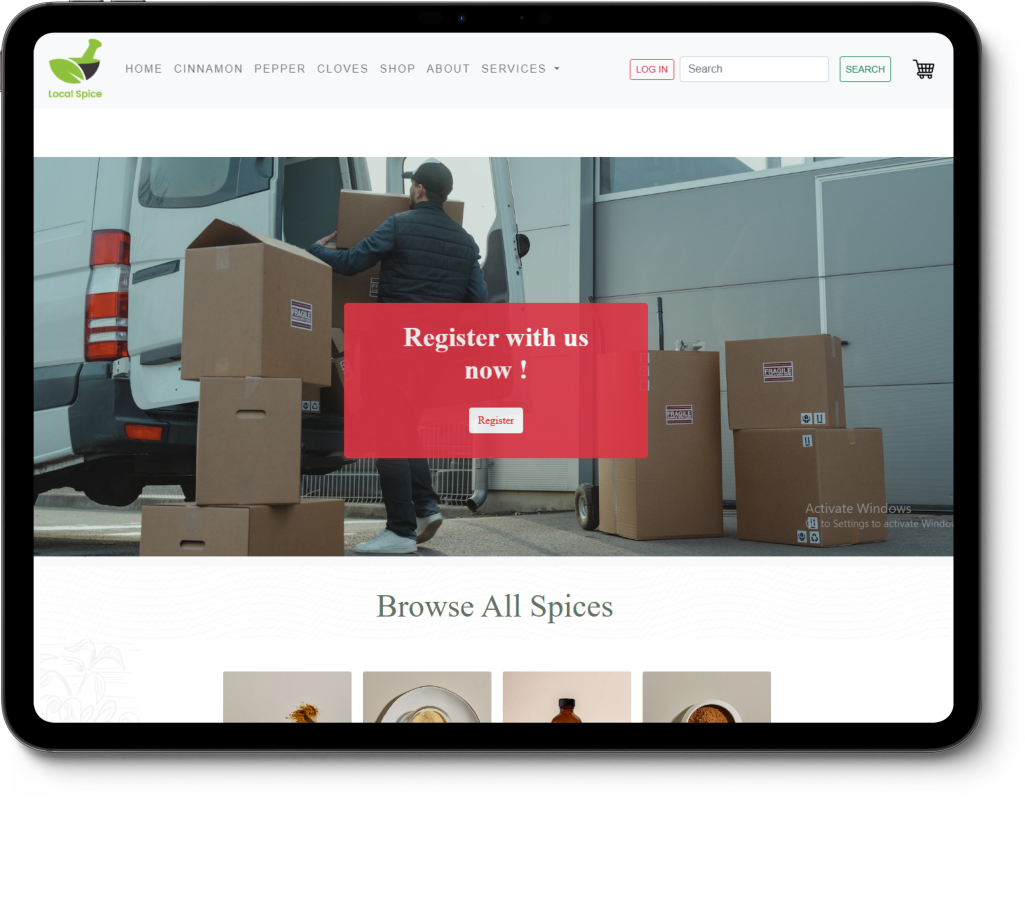 Local Spice
HOME CINNAMON PEPPER CLOVES SHOP ABOUT SERVICES
LOG IN
Search
SEARCH
FRAGILE
Register with us
now !
Register
FRAGILE
FRAGILE
Activate Windows
to Settings to activate Windows
Browse All Spices